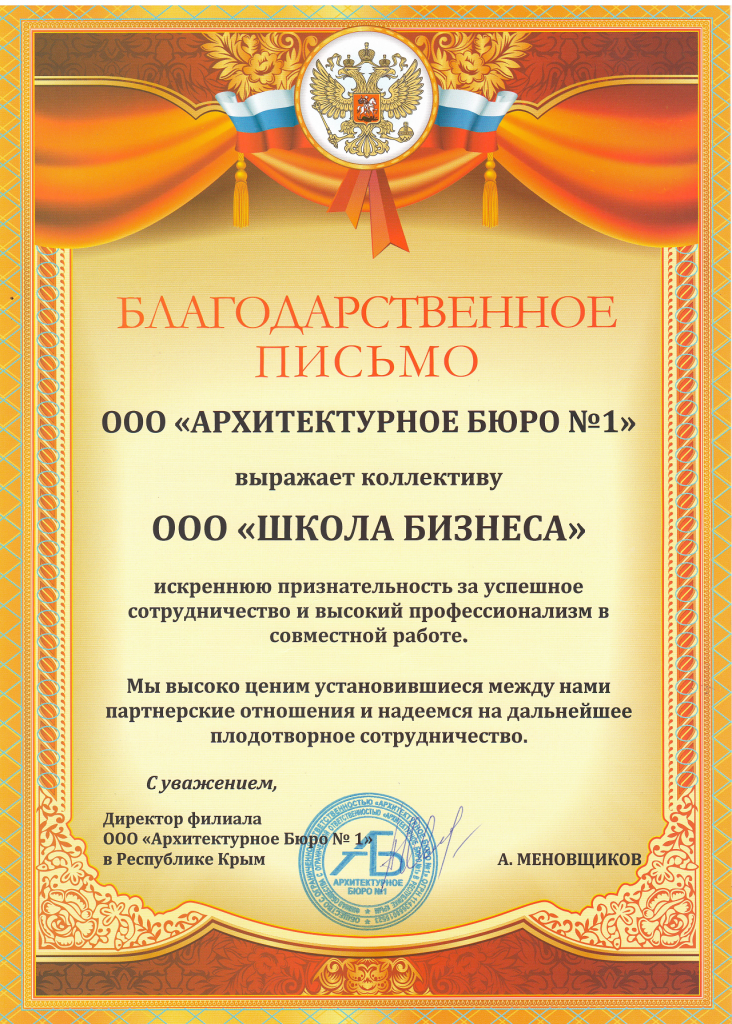 БЛАГОДАРСТВЕННОЕ
ПИСЬМО
ООО «АРХИТЕКТУРНОЕ БЮРО №1»
выражает коллективу
ООО «ШКОЛА БИЗНЕСА»
искреннюю признательность за успешное
сотрудничество и высокий профессионализм в
совместной работе.
Мы высоко ценим установившиеся между нами
партнерские отношения и надеемся на дальнейшее
плодотворное сотрудничество.
С уважением,
Директор филиала
ООО «Архитектурное Бюро № 1»
в Республике Крым
А. МЕНОВЩИКОВ
АБ
АРХИТЕКТУРНОЕ
БЮРО №1